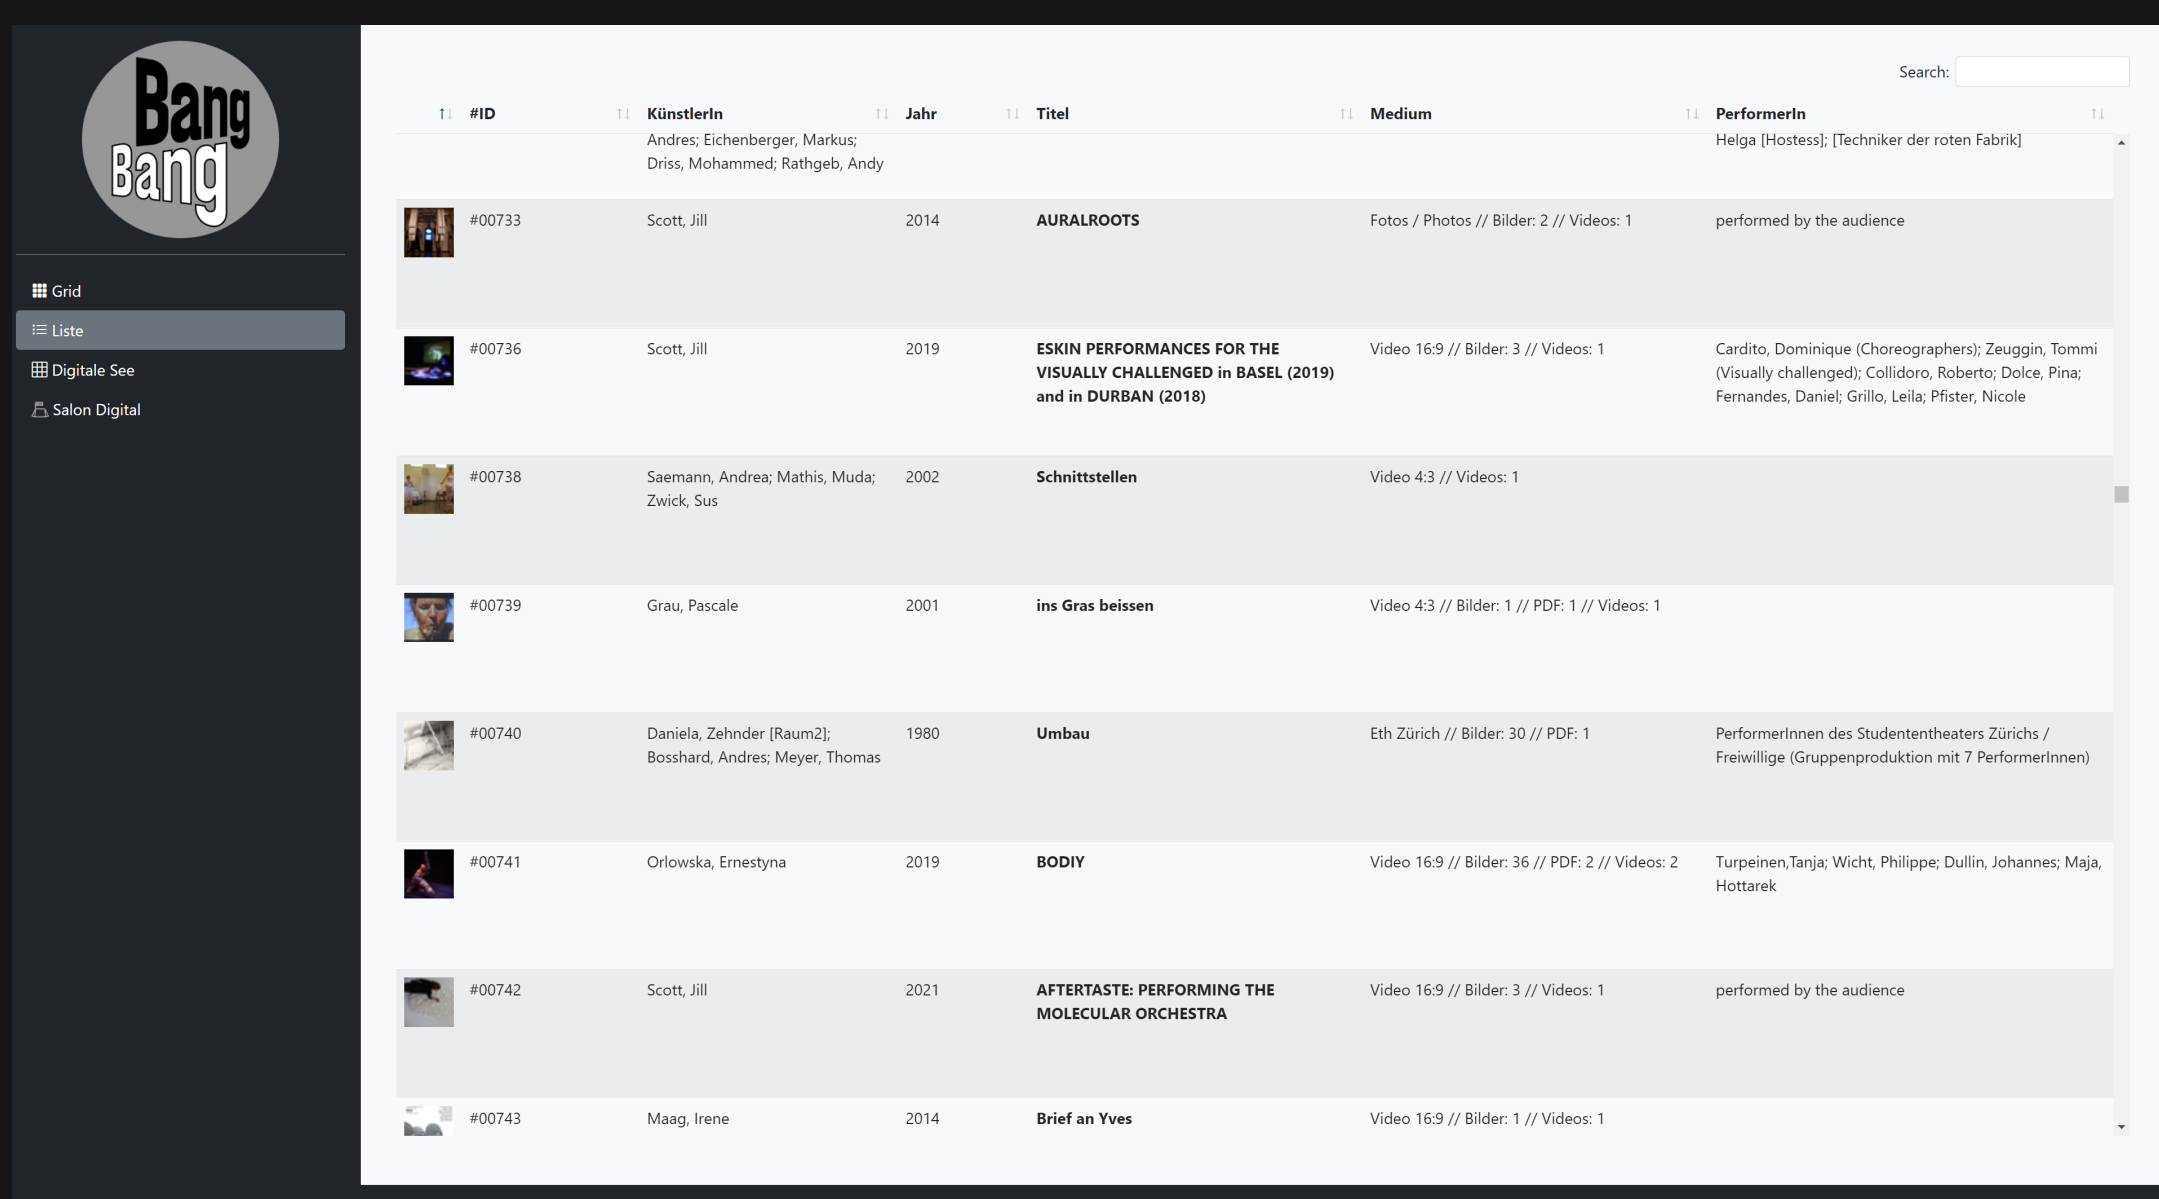 Bang
Bang
Grid
Liste
Digitale See
Salon Digital
Search:
#ID KünstlerIn Jahr Titel Medium PerformerIn
Andres; Eichenberger, Markus; Helga [Hostess]; [Techniker der roten Fabrik]
Driss, Mohammed; Rathgeb, Andy
#00733 Scott, Jill 2014 AURALROOTS Fotos / Photos // Bilder: 2 // Videos: 1 performed by the audience
#00736 Scott, Jill 2019 ESKIN PERFORMANCES FOR THE Video 16:9 // Bilder: 3 // Videos: 1 Cardito, Dominique (Choreographers); Zeuggin, Tommi
VISUALLY CHALLENGED in BASEL (2019) (Visually challenged); Collidoro, Roberto; Dolce, Pina;
and in DURBAN (2018) Fernandes, Daniel; Grillo, Leila; Pfister, Nicole
#00738 Saemann, Andrea; Mathis, Muda; 2002 Schnittstellen Video 4:3 // Videos: 1
Zwick, Sus
#00739 Grau, Pascale 2001 ins Gras beissen Video 4:3 // Bilder: 1 // PDF: 1 // Videos: 1
#00740 Daniela, Zehnder [Raum2]; 1980 Umbau Eth Zürich // Bilder: 30 // PDF: 1 PerformerInnen des Studententheaters Zürichs /
Bosshard, Andres; Meyer, Thomas Freiwillige (Gruppenproduktion mit 7 PerformerInnen)
#00741 Orlowska, Ernestyna 2019 BODIY Video 16:9 // Bilder: 36 // PDF: 2 // Videos: 2 Turpeinen,Tanja; Wicht, Philippe; Dullin, Johannes; Maja,
Hottarek
#00742 Scott, Jill 2021 AFTERTASTE: PERFORMING THE Video 16:9 // Bilder: 3 // Videos: 1 performed by the audience
MOLECULAR ORCHESTRA
#00743 Maag, Irene 2014 Brief an Yves Video 16:9 // Bilder: 1 // Videos: 1